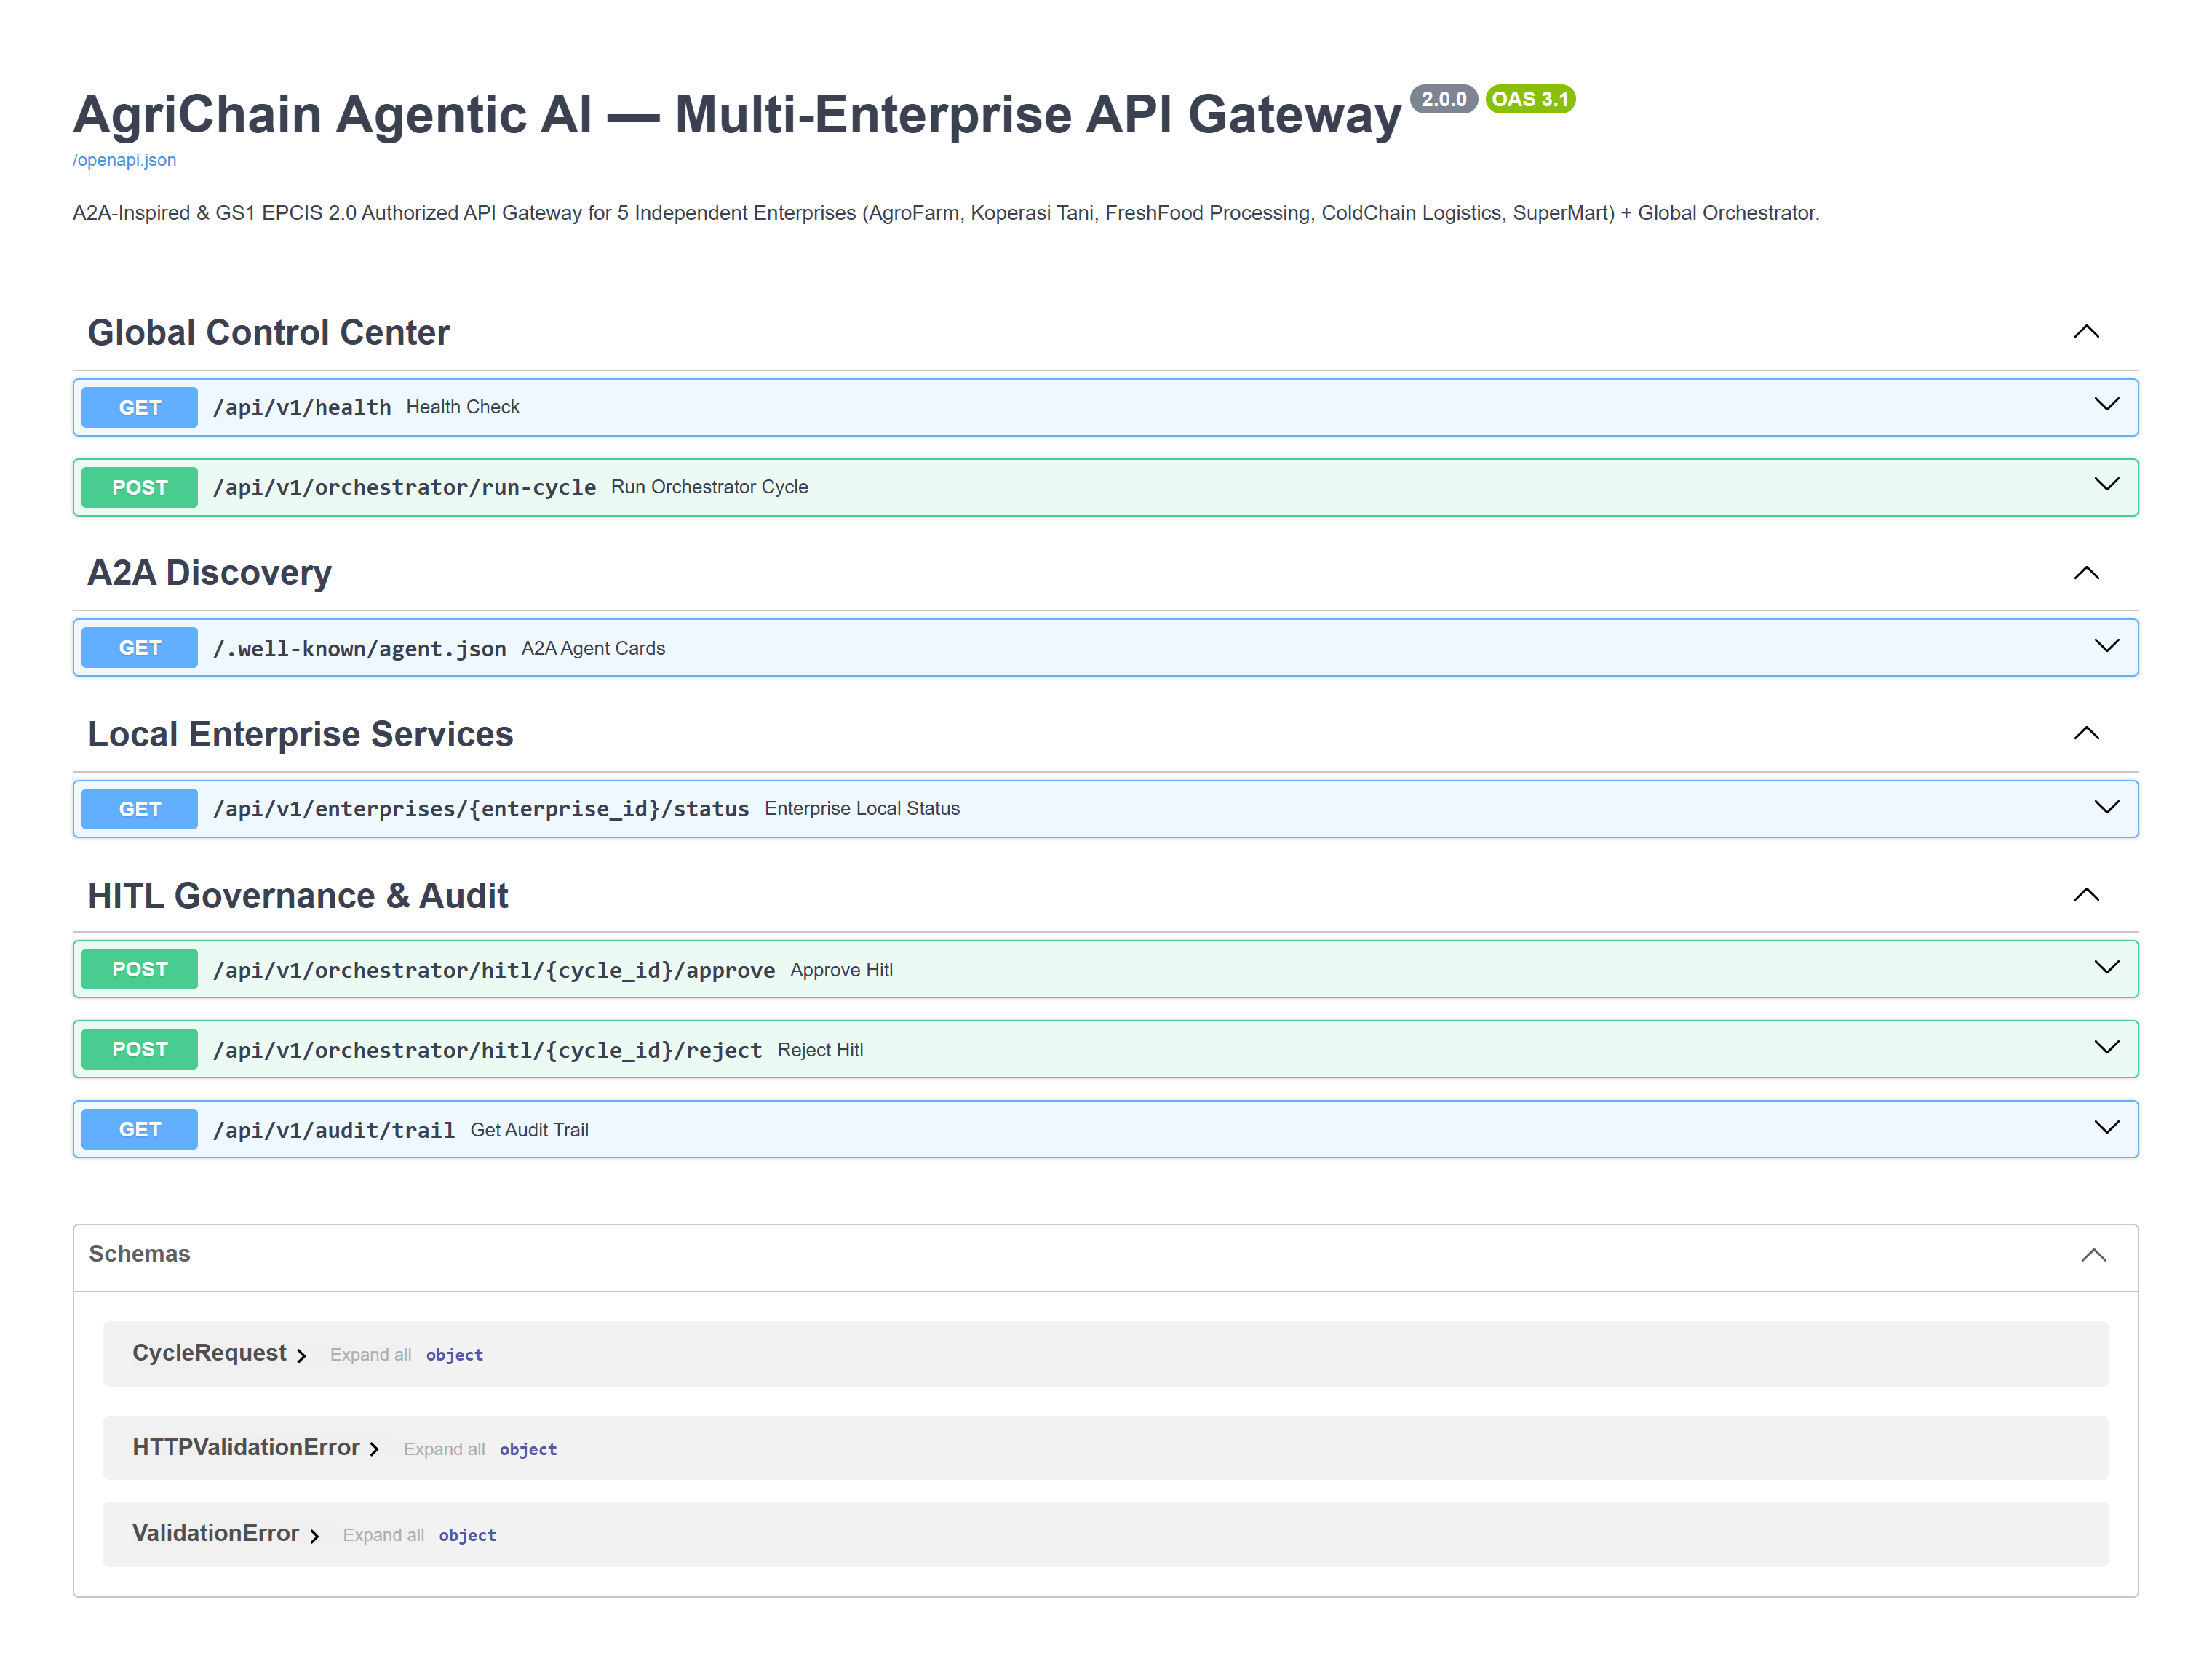 AgriChain Agentic AI — Multi-Enterprise API Gateway 2.0.0 OAS 3.1
/openapi.json
A2A-Inspired & GS1 EPCIS 2.0 Authorized API Gateway for 5 Independent Enterprises (AgroFarm, Koperasi Tani, FreshFood Processing, ColdChain Logistics, SuperMart) + Global Orchestrator.
Global Control Center
GET /api/v1/health Health Check
POST /api/v1/orchestrator/run-cycle Run Orchestrator Cycle
A2A Discovery
GET /.well-known/agent.json A2A Agent Cards
Local Enterprise Services
GET /api/v1/enterprises/{enterprise_id}/status Enterprise Local Status
HITL Governance & Audit
POST /api/v1/orchestrator/hitl/{cycle_id}/approve Approve Hitl
POST /api/v1/orchestrator/hitl/{cycle_id}/reject Reject Hitl
GET /api/v1/audit/trail Get Audit Trail
Schemas
CycleRequest Expand all object
HTTPValidationError Expand all object
ValidationError Expand all object